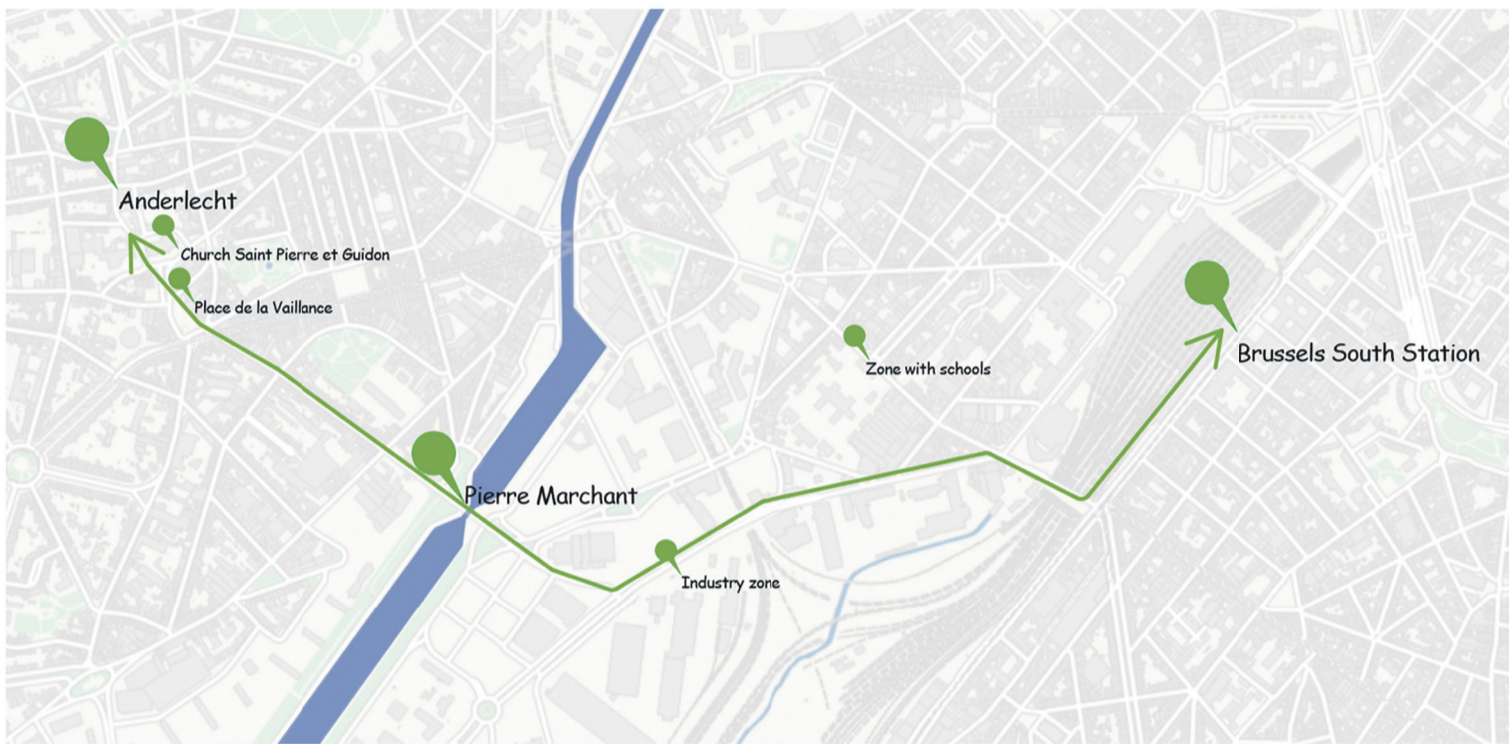 Anderlecht
Church Saint Pierre et Guidon
Place de la Vaillance
Brussels South Station
Zone with schools
Pierre Marchant
Industry zone